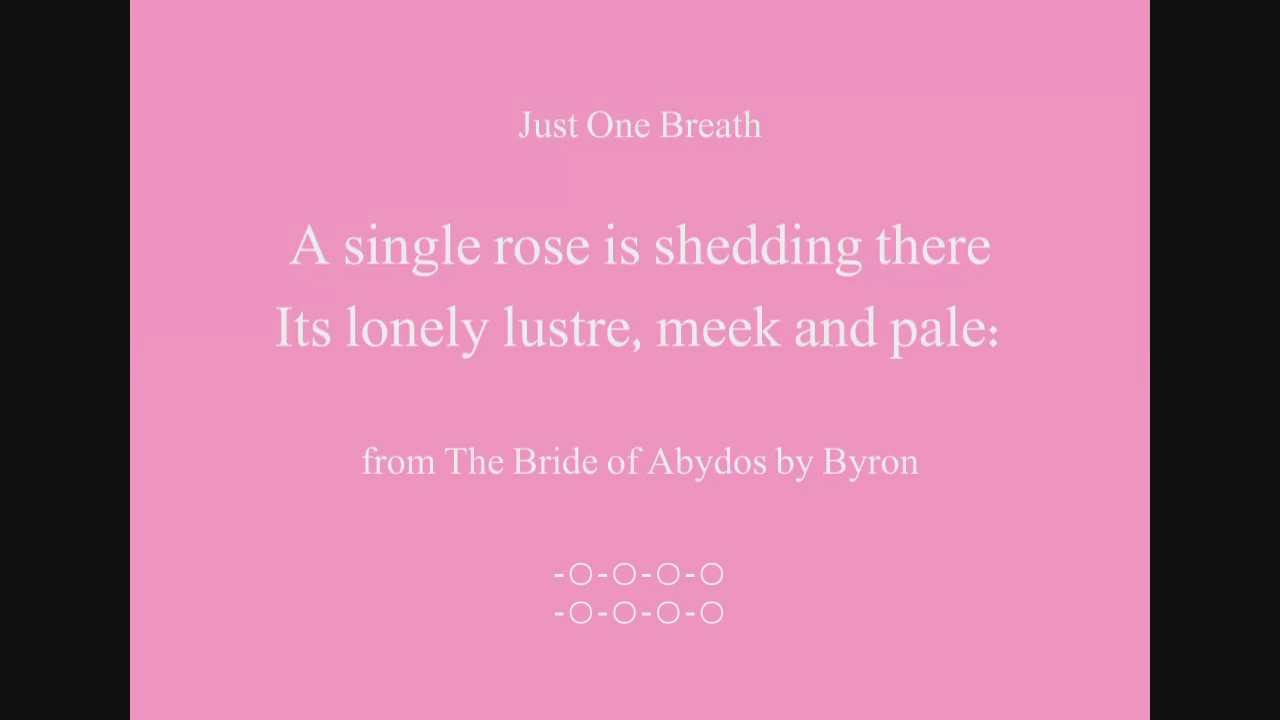 Just One Breath
A single rose is shedding there
Its lonely lustre, meek and pale:
from The Bride of Abydos by Byron
-O-O-O-O
-O-O-O-O